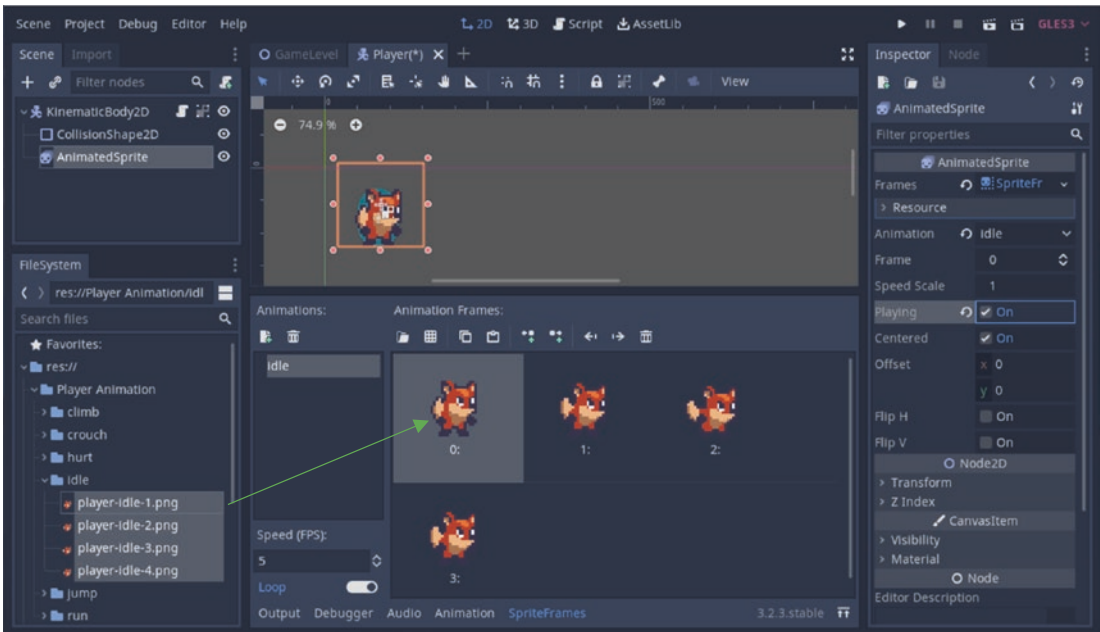 Scene Project Debug Editor Help
2D 3D Script AssetLib
GLES3
Scene Import
Filter nodes
KinematicBody2D
CollisionShape2D
AnimatedSprite
FileSystem
res://Player Animation/idl
Search files
Favorites:
res://
Player Animation
climb
crouch
hurt
idle
player-idle-1.png
player-idle-2.png
player-idle-3.png
player-idle-4.png
jump
run
GameLevel Player(*)
View
0 500
74.9 %
0
Animations:
idle
Speed (FPS):
5
Loop
Animation Frames:
0: 1: 2:
3:
Output Debugger Audio Animation SpriteFrames 3.2.3.stable
Inspector Node
AnimatedSprite
Filter properties
AnimatedSprite
Frames SpriteFr
Resource
Animation idle
Frame 0
Speed Scale 1
Playing On
Centered On
Offset x 0
y 0
Flip H On
Flip V On
Node2D
Transform
Z Index
CanvasItem
Visibility
Material
Node
Editor Description